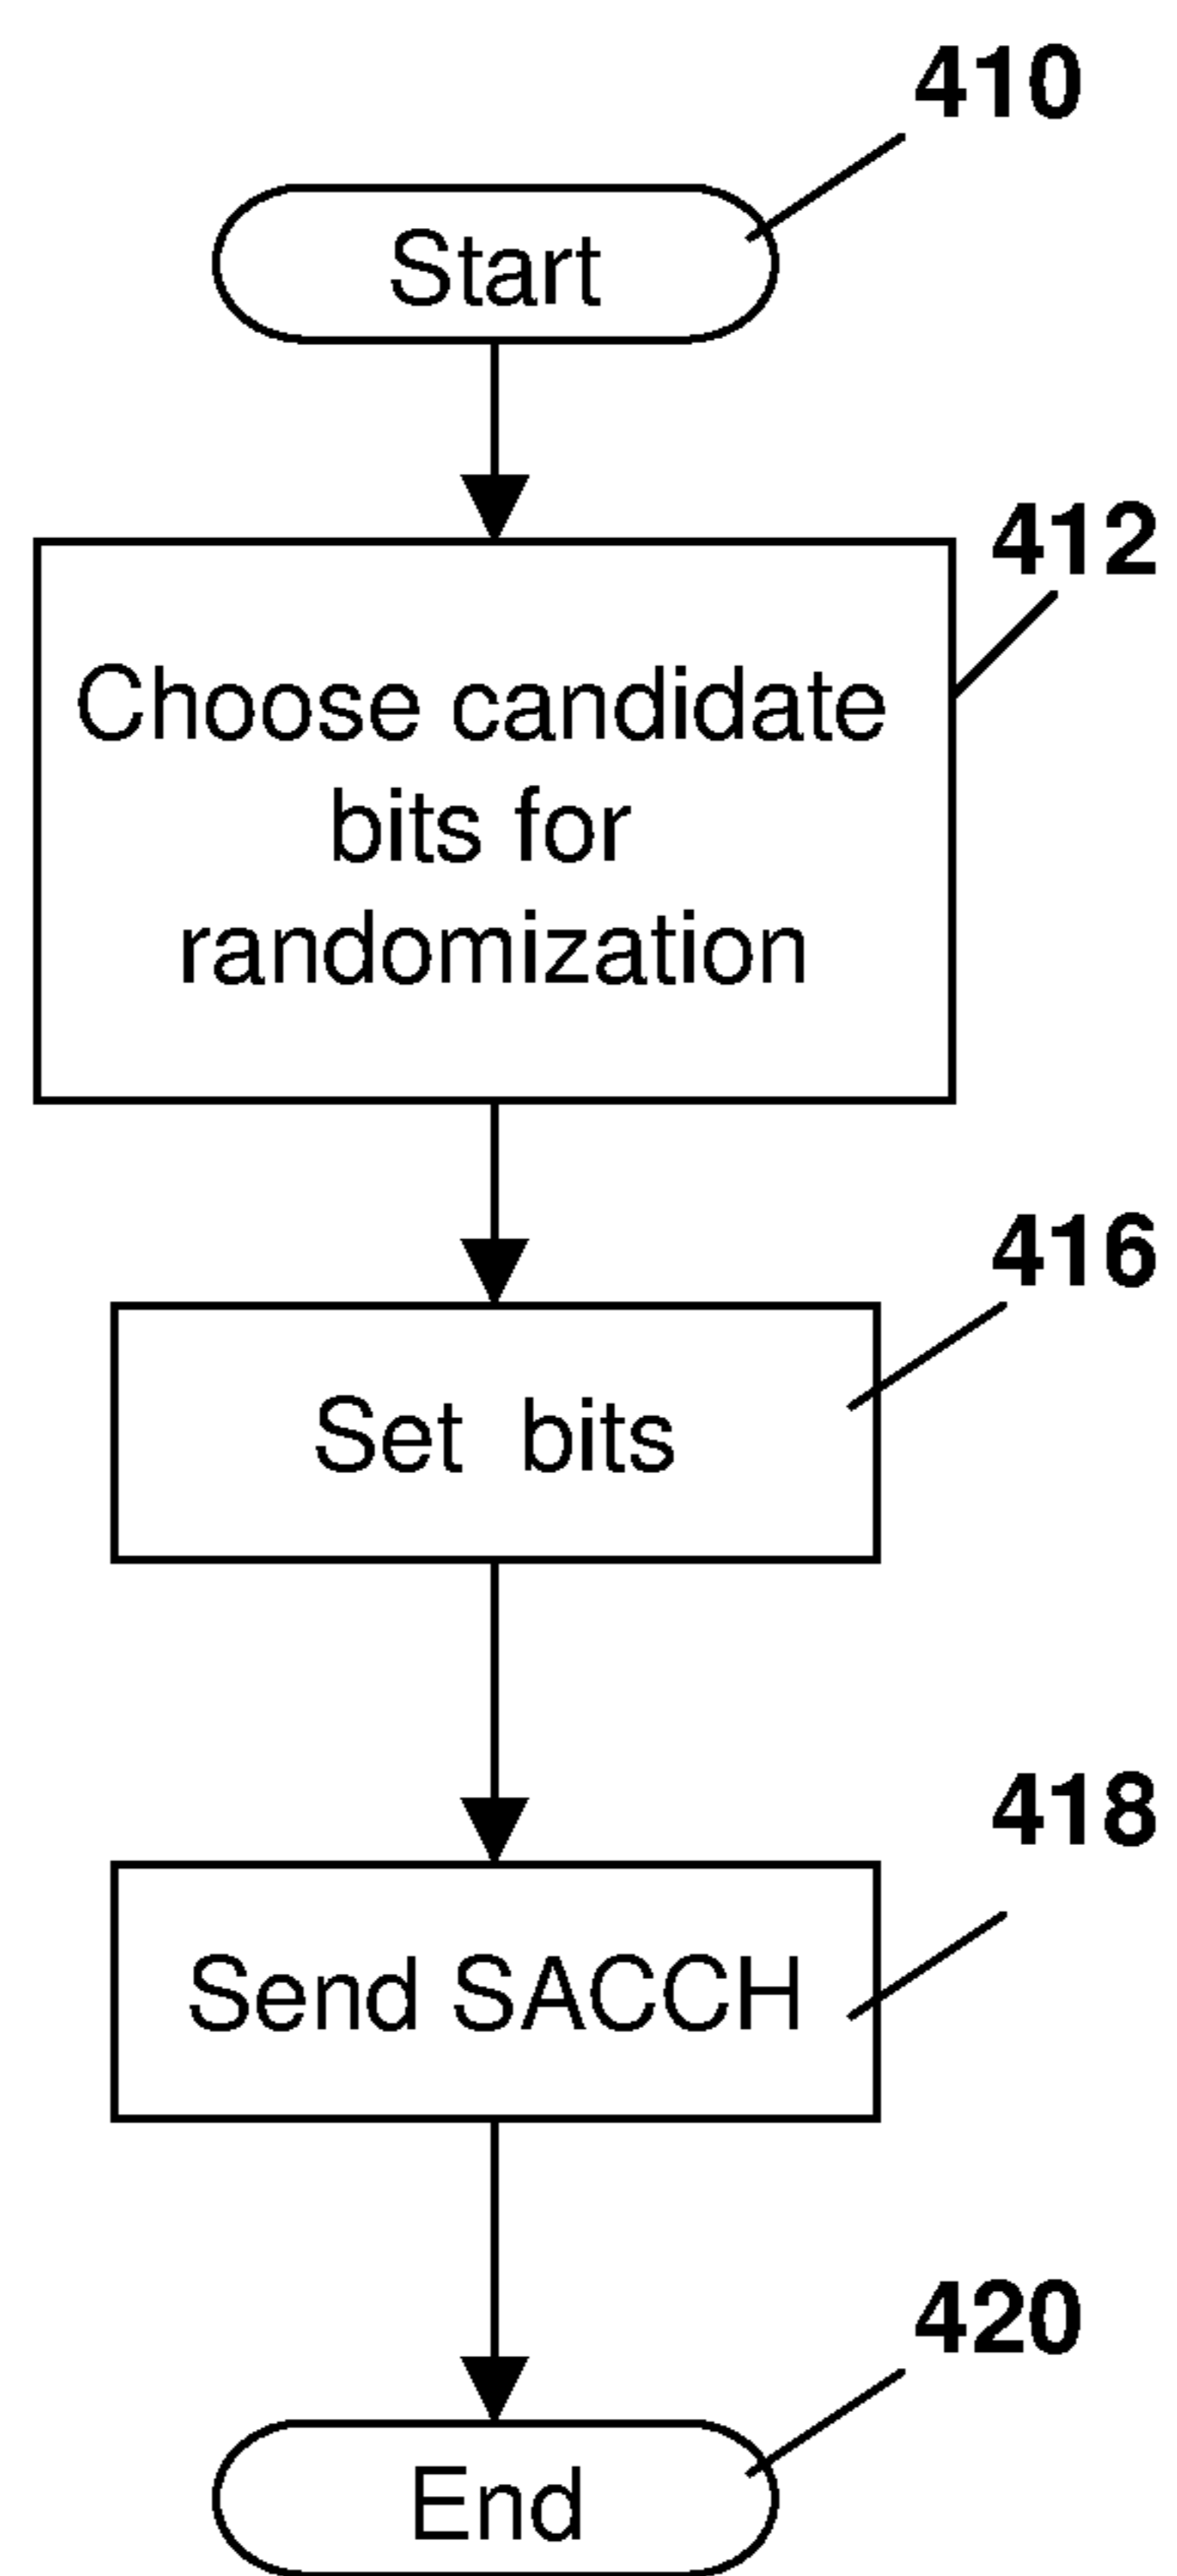 410
Start
412
Choose candidate
bits for
randomization
416
Set bits
418
Send SACCH
420
End